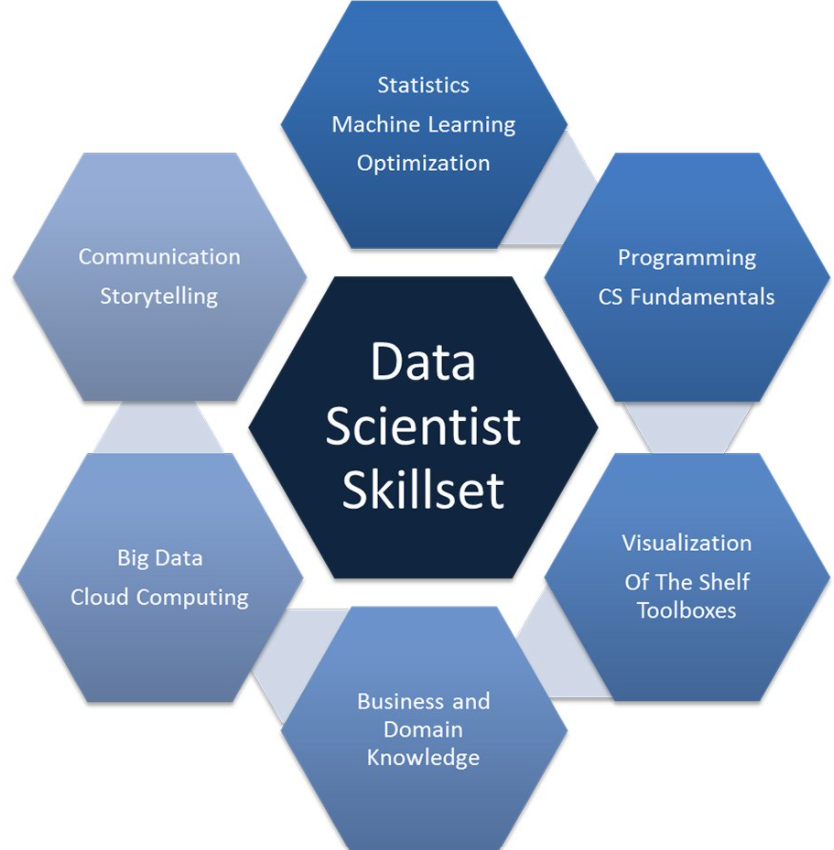 Statistics
Machine Learning
Optimization
Programming
CS Fundamentals
Communication
Storytelling
Data
Scientist
Skillset
Visualization
Of The Shelf
Toolboxes
Big Data
Cloud Computing
Business and
Domain
Knowledge